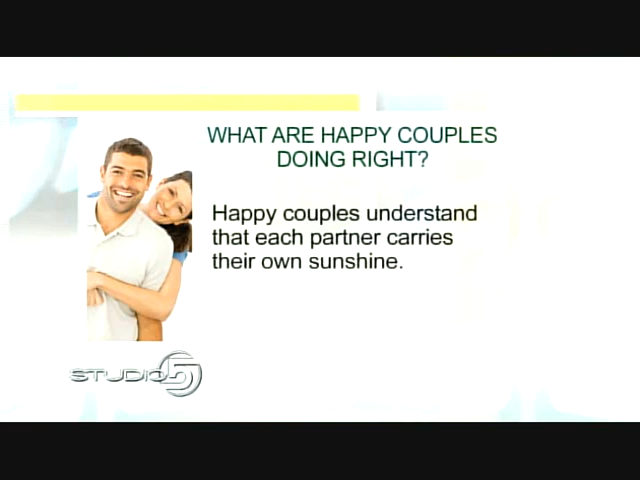 WHAT ARE HAPPY COUPLES
DOING RIGHT?
Happy couples understand
that each partner carries
their own sunshine.
STUDIO 5